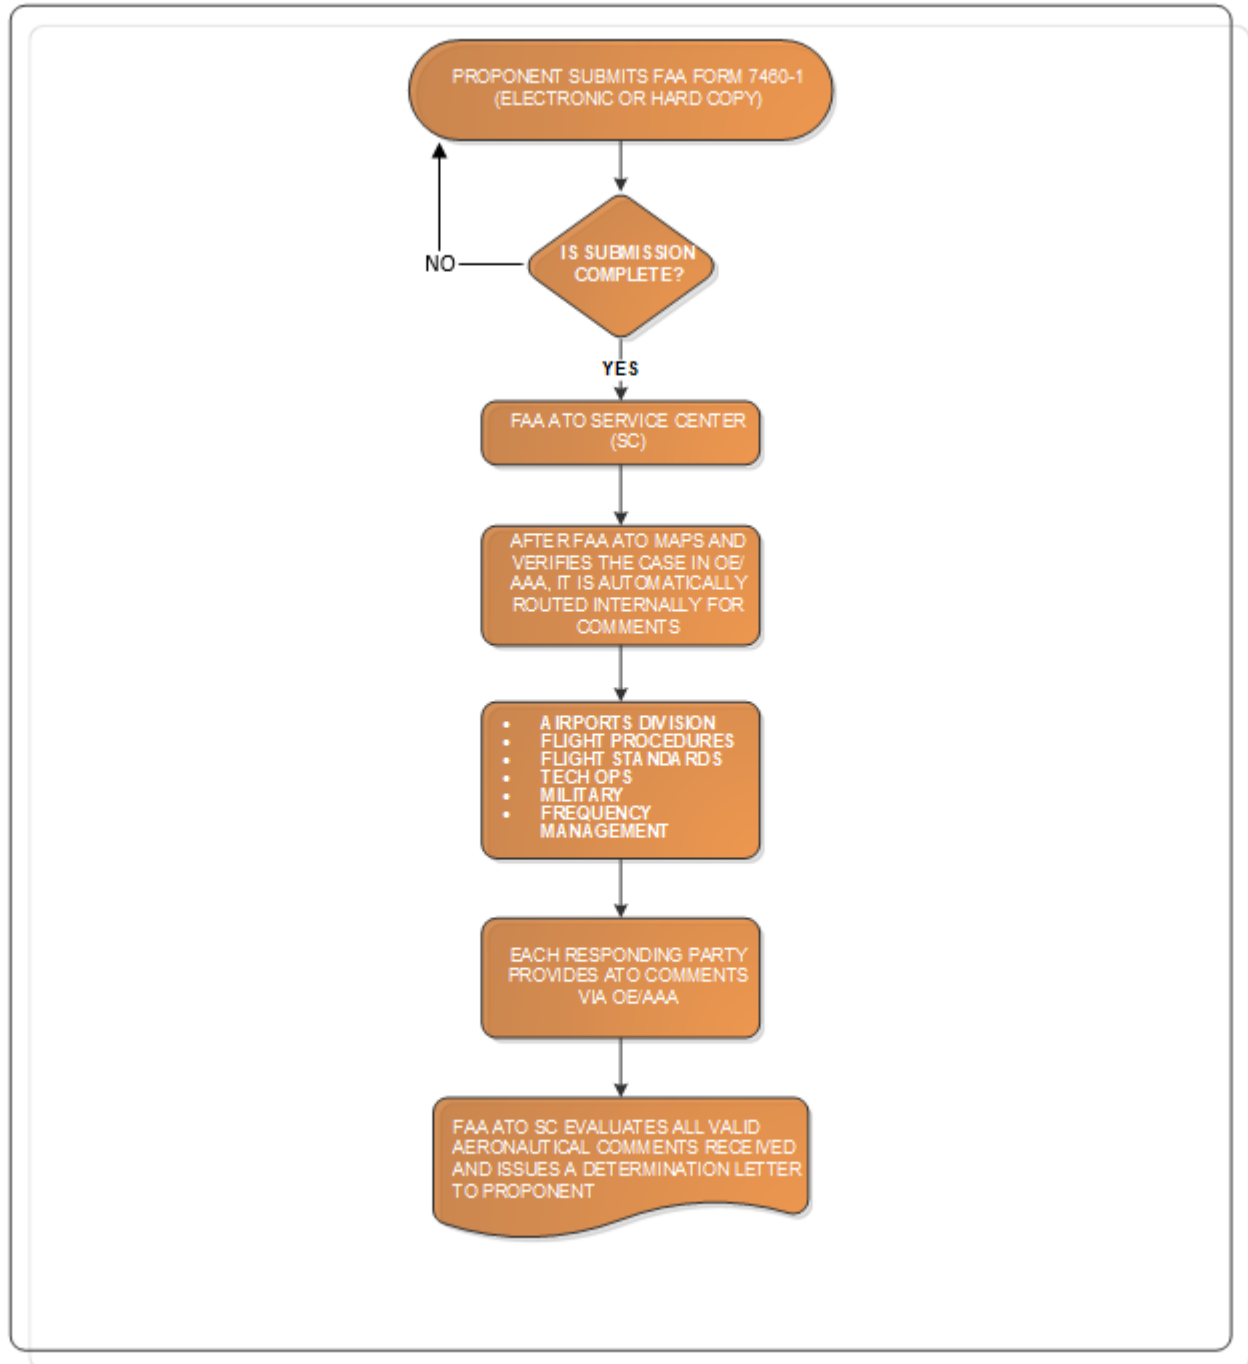 PROPONENT SUBMITS FAA FORM 7460-1
(ELECTRONIC OR HARD COPY)
IS SUBMISSION
COMPLETE?
NO
YES
FAA ATO SERVICE CENTER
(SC)
AFTER FAA ATO MAPS AND
VERIFIES THE CASE IN OE/
AAA, IT IS AUTOMATICALLY
ROUTED INTERNALLY FOR
COMMENTS
• AIRPORTS DIVISION
• FLIGHT PROCEDURES
• FLIGHT STANDARDS
• TECH OPS
• MILITARY
• FREQUENCY
MANAGEMENT
EACH RESPONDING PARTY
PROVIDES ATO COMMENTS
VIA OE/AAA
FAA ATO SC EVALUATES ALL VALID
AERONAUTICAL COMMENTS RECEIVED
AND ISSUES A DETERMINATION LETTER
TO PROPONENT